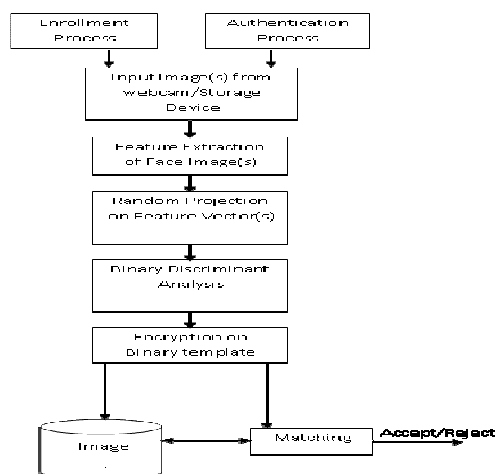 Enrollment
Process
Authentication
Process
Input Image(s) from
webcam/Storage
Device
Feature Extraction
of Face Image(s)
Random Projection
on Feature Vector(s)
Binary Discriminant
Analysis
Encryption on
Binary template
Image
Matching
Accept/Reject